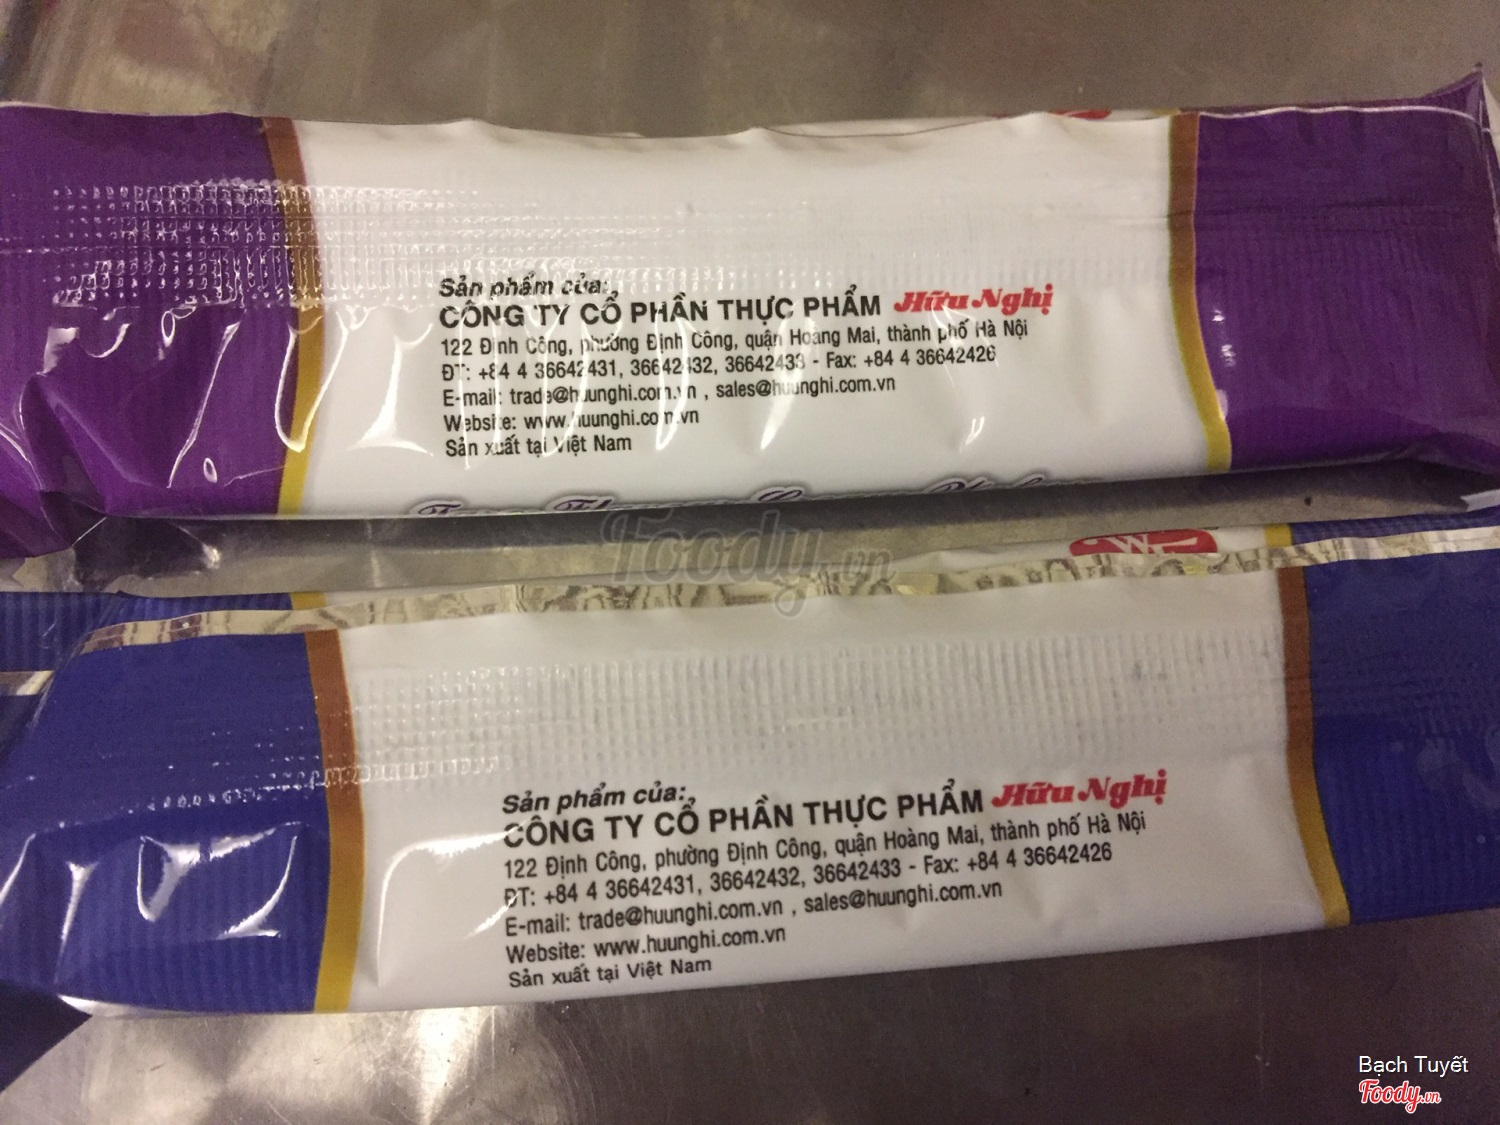 Sản phẩm của:
CÔNG TY CỔ PHẦN THỰC PHẨM Hữu Nghị
122 Định Công, phường Định Công, quận Hoàng Mai, thành phố Hà Nội
ĐT: +84 4 36642431, 36642432, 36642433 - Fax: +84 4 36642426
E-mail: trade@huunghi.com.vn , sales@huunghi.com.vn
Website: www.huunghi.com.vn
Sản xuất tại Việt Nam
Foody.vn
Sản phẩm của:
CÔNG TY CỔ PHẦN THỰC PHẨM Hữu Nghị
122 Định Công, phường Định Công, quận Hoàng Mai, thành phố Hà Nội
ĐT: +84 4 36642431, 36642432, 36642433 - Fax: +84 4 36642426
E-mail: trade@huunghi.com.vn , sales@huunghi.com.vn
Website: www.huunghi.com.vn
Sản xuất tại Việt Nam
Bạch Tuyết
Foody.vn